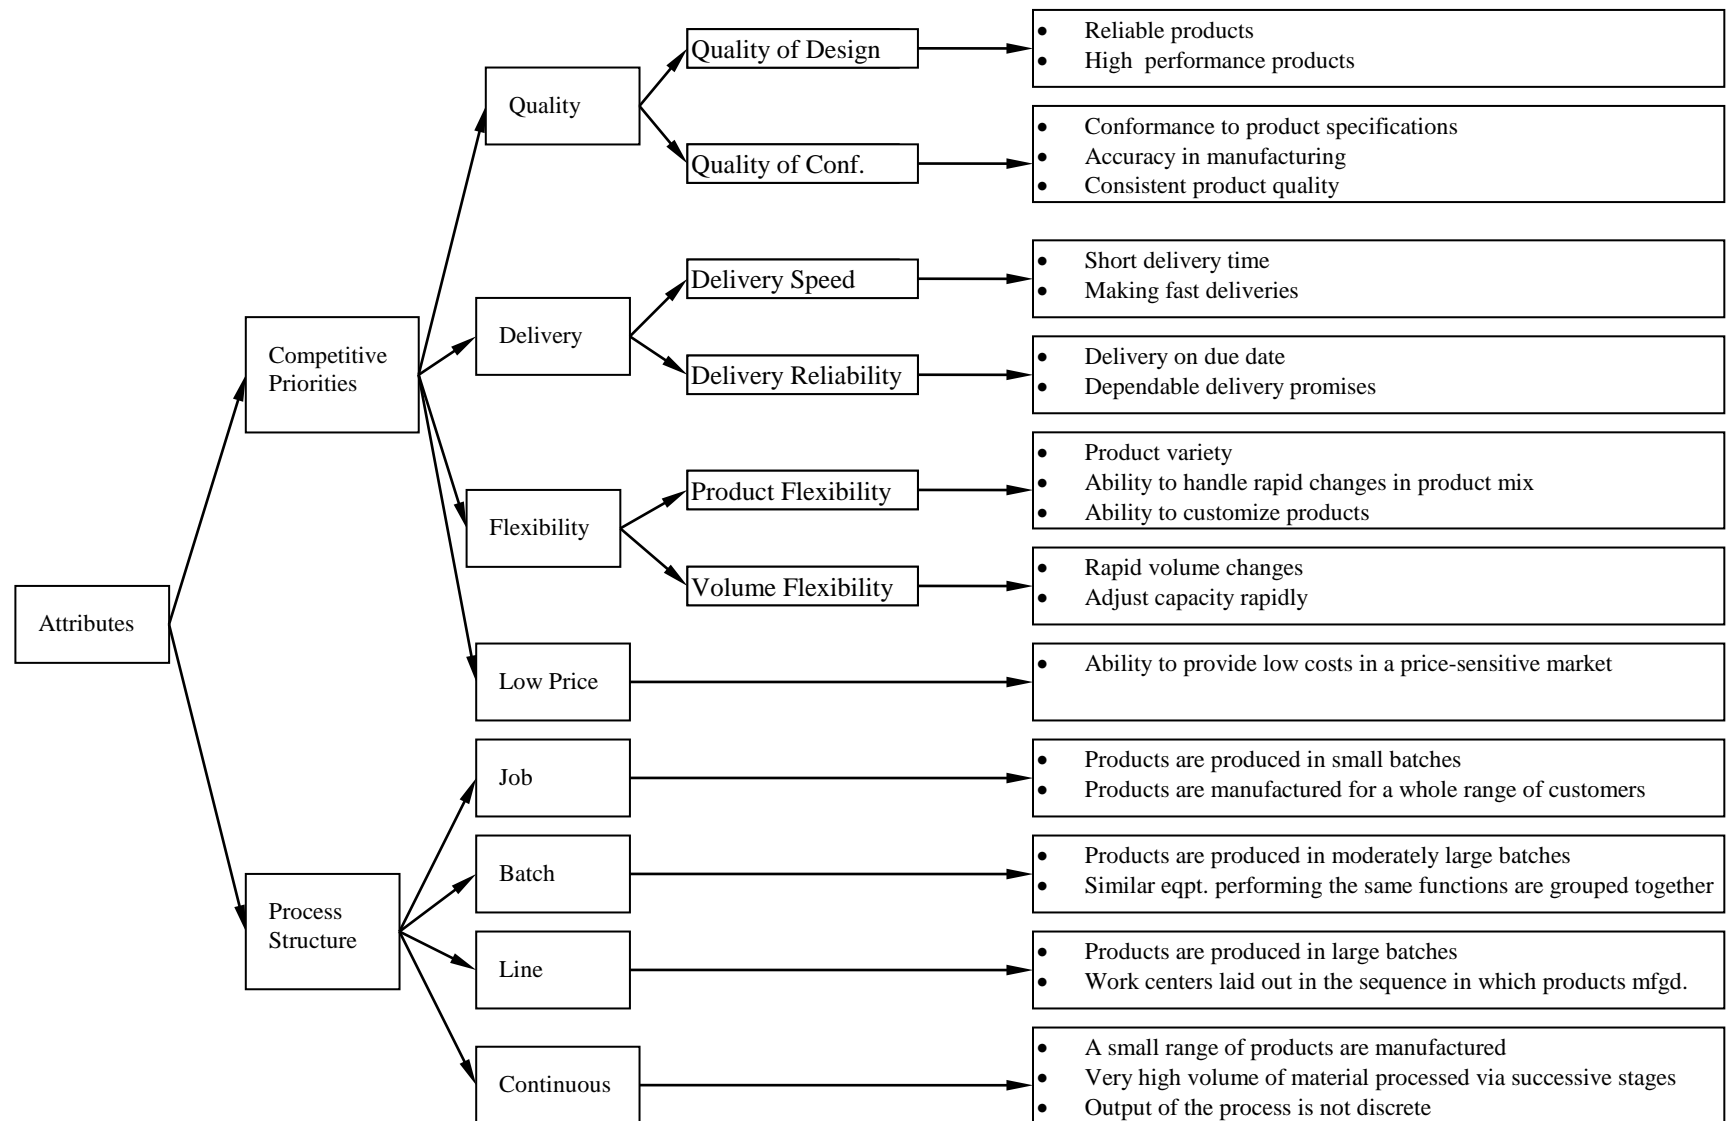 Attributes
Competitive
Priorities
Process
Structure
Quality
Delivery
Flexibility
Low Price
Job
Batch
Line
Continuous
Quality of Design
Quality of Conf.
Delivery Speed
Delivery Reliability
Product Flexibility
Volume Flexibility
• Reliable products
• High performance products
• Conformance to product specifications
• Accuracy in manufacturing
• Consistent product quality
• Short delivery time
• Making fast deliveries
• Delivery on due date
• Dependable delivery promises
• Product variety
• Ability to handle rapid changes in product mix
• Ability to customize products
• Rapid volume changes
• Adjust capacity rapidly
• Ability to provide low costs in a price-sensitive market
• Products are produced in small batches
• Products are manufactured for a whole range of customers
• Products are produced in moderately large batches
• Similar eqpt. performing the same functions are grouped together
• Products are produced in large batches
• Work centers laid out in the sequence in which products mfgd.
• A small range of products are manufactured
• Very high volume of material processed via successive stages
• Output of the process is not discrete